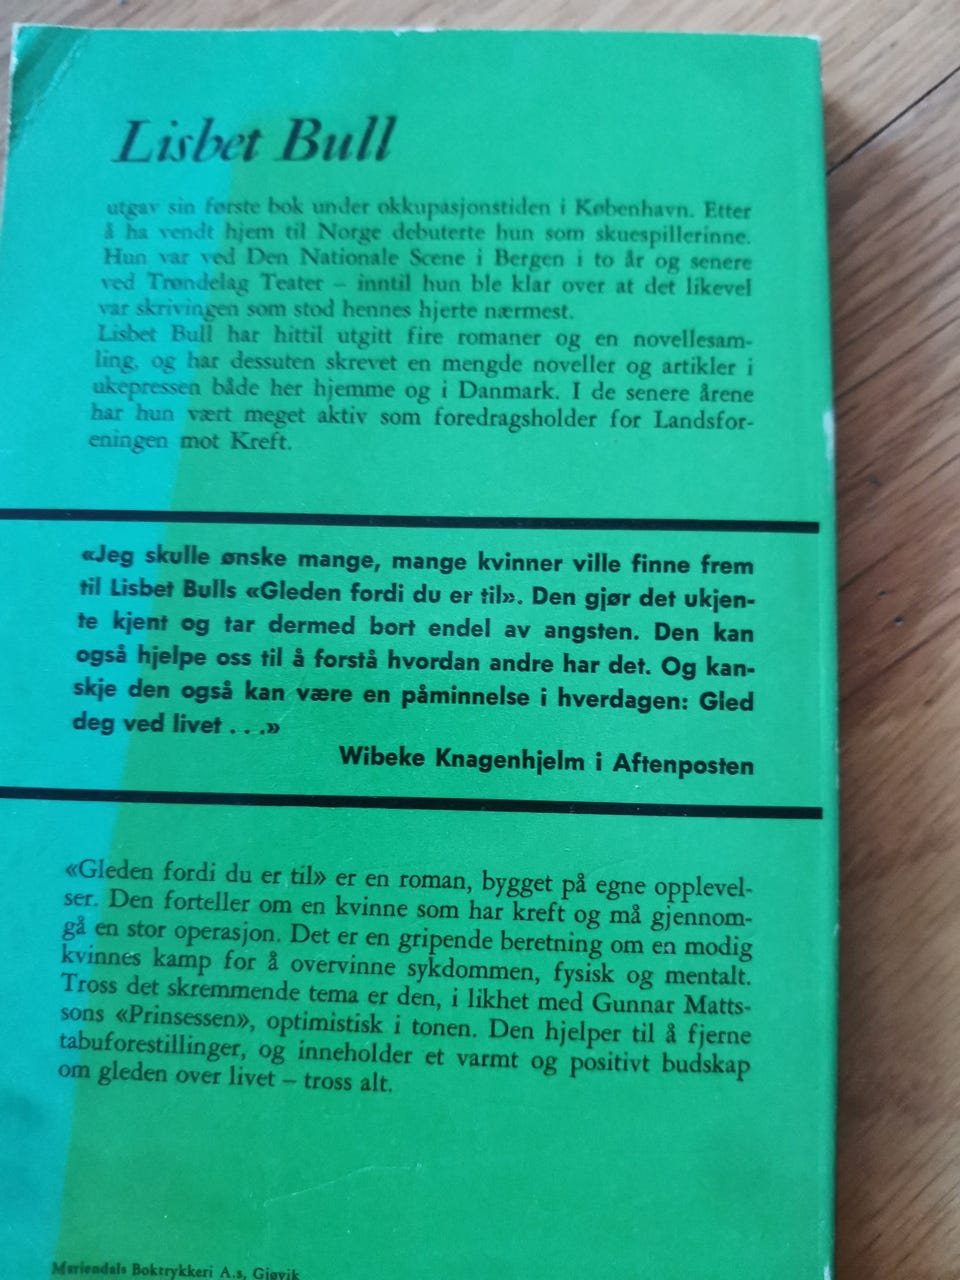 Lisbet Bull
utgav sin første bok under okkupasjonstiden i København. Etter
å ha vendt hjem til Norge debuterte hun som skuespillerinne.
Hun var ved Den Nationale Scene i Bergen i to år og senere
ved Trøndelag Teater – inntil hun ble klar over at det likevel
var skrivingen som stod hennes hjerte nærmest.
Lisbet Bull har hittil utgitt fire romaner og en novellesam-
ling, og har dessuten skrevet en mengde noveller og artikler i
ukepressen både her hjemme og i Danmark. I de senere årene
har hun vært meget aktiv som foredragsholder for Landsfor-
eningen mot Kreft.
«Jeg skulle ønske mange, mange kvinner ville finne frem
til Lisbet Bulls «Gleden fordi du er til». Den gjør det ukjen-
te kjent og tar dermed bort endel av angsten. Den kan
også hjelpe oss til å forstå hvordan andre har det. Og kan-
skje den også kan være en påminnelse i hverdagen: Gled
deg ved livet . . .»
Wibeke Knagenhjelm i Aftenposten
«Gleden fordi du er til» er en roman, bygget på egne opplevel-
ser. Den forteller om en kvinne som har kreft og må gjennom-
gå en stor operasjon. Det er en gripende beretning om en modig
kvinnes kamp for å overvinne sykdommen, fysisk og mentalt.
Tross det skremmende tema er den, i likhet med Gunnar Matts-
sons «Prinsessen», optimistisk i tonen. Den hjelper til å fjerne
tabuforestillinger, og inneholder et varmt og positivt budskap
om gleden over livet – tross alt.
Mariendals Boktrykkeri A.s, Gjøvik